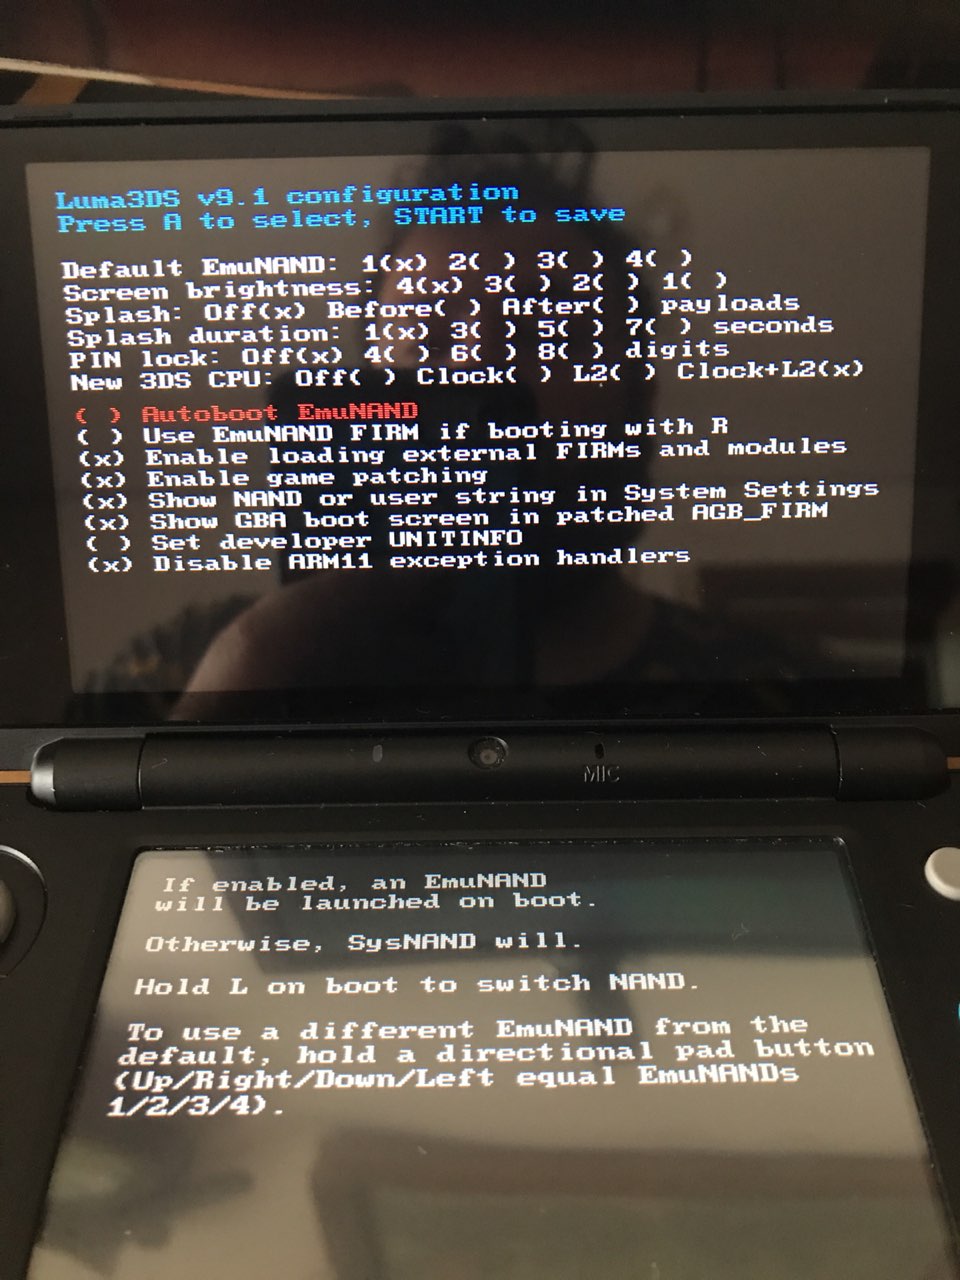 Luma3DS v9.1 configuration
Press A to select, START to save
Default EmuNAND: 1(x) 2( ) 3( ) 4( )
Screen brightness: 4(x) 3( ) 2( ) 1( )
Splash: Off(x) Before( ) After( ) payloads
Splash duration: 1(x) 3( ) 5( ) 7( ) seconds
PIN lock: Off(x) 4( ) 6( ) 8( ) digits
New 3DS CPU: Off( ) Clock( ) L2( ) Clock+L2(x)
( ) Autoboot EmuNAND
( ) Use EmuNAND FIRM if booting with R
(x) Enable loading external FIRMs and modules
(x) Enable game patching
(x) Show NAND or user string in System Settings
(x) Show GBA boot screen in patched AGB_FIRM
( ) Set developer UNITINFO
(x) Disable ARM11 exception handlers
MIC
If enabled, an EmuNAND
will be launched on boot.
Otherwise, SysNAND will.
Hold L on boot to switch NAND.
To use a different EmuNAND from the
default, hold a directional pad button
(Up/Right/Down/Left equal EmuNANDs
1/2/3/4).